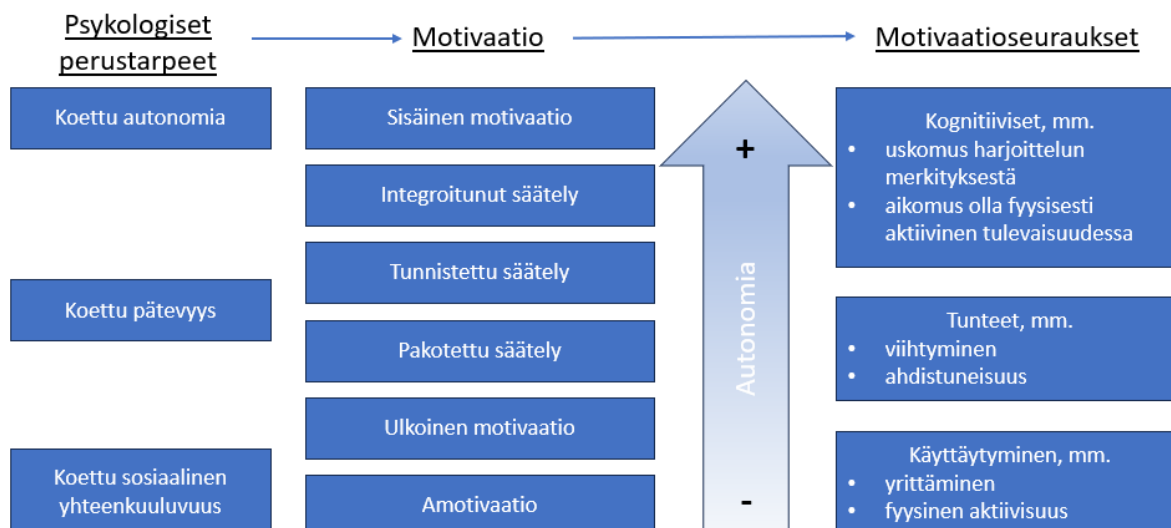 Psykologiset
perustarpeet
Motivaatio
Motivaatioseuraukset
Koettu autonomia
Koettu pätevyys
Koettu sosiaalinen
yhteenkuuluvuus
Sisäinen motivaatio
Integroitunut säätely
Tunnistettu säätely
Pakotettu säätely
Ulkoinen motivaatio
Amotivaatio
+
Autonomia
-
Kognitiiviset, mm.
• uskomus harjoittelun
merkityksestä
• aikomus olla fyysisesti
aktiivinen tulevaisuudessa
Tunteet, mm.
• viihtyminen
• ahdistuneisuus
Käyttäytyminen, mm.
• yrittäminen
• fyysinen aktiivisuus